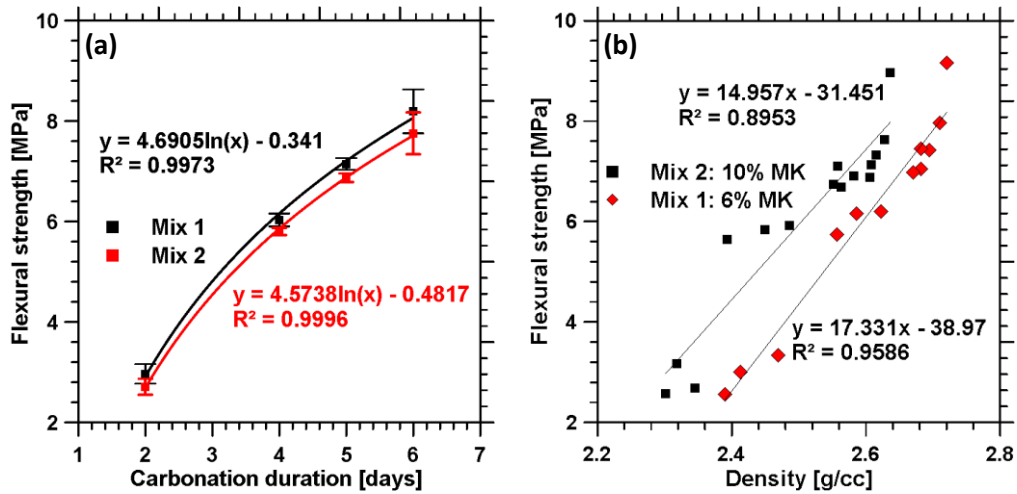 (a)
Flexural strength [MPa]
10
8
6
4
2
y = 4.6905ln(x) - 0.341
R² = 0.9973
Mix 1
Mix 2
y = 4.5738ln(x) - 0.4817
R² = 0.9996
1 2 3 4 5 6 7
Carbonation duration [days]
(b)
Flexural strength [MPa]
10
8
6
4
2
y = 14.957x - 31.451
R² = 0.8953
Mix 2: 10% MK
Mix 1: 6% MK
y = 17.331x - 38.97
R² = 0.9586
2.2 2.4 2.6 2.8
Density [g/cc]